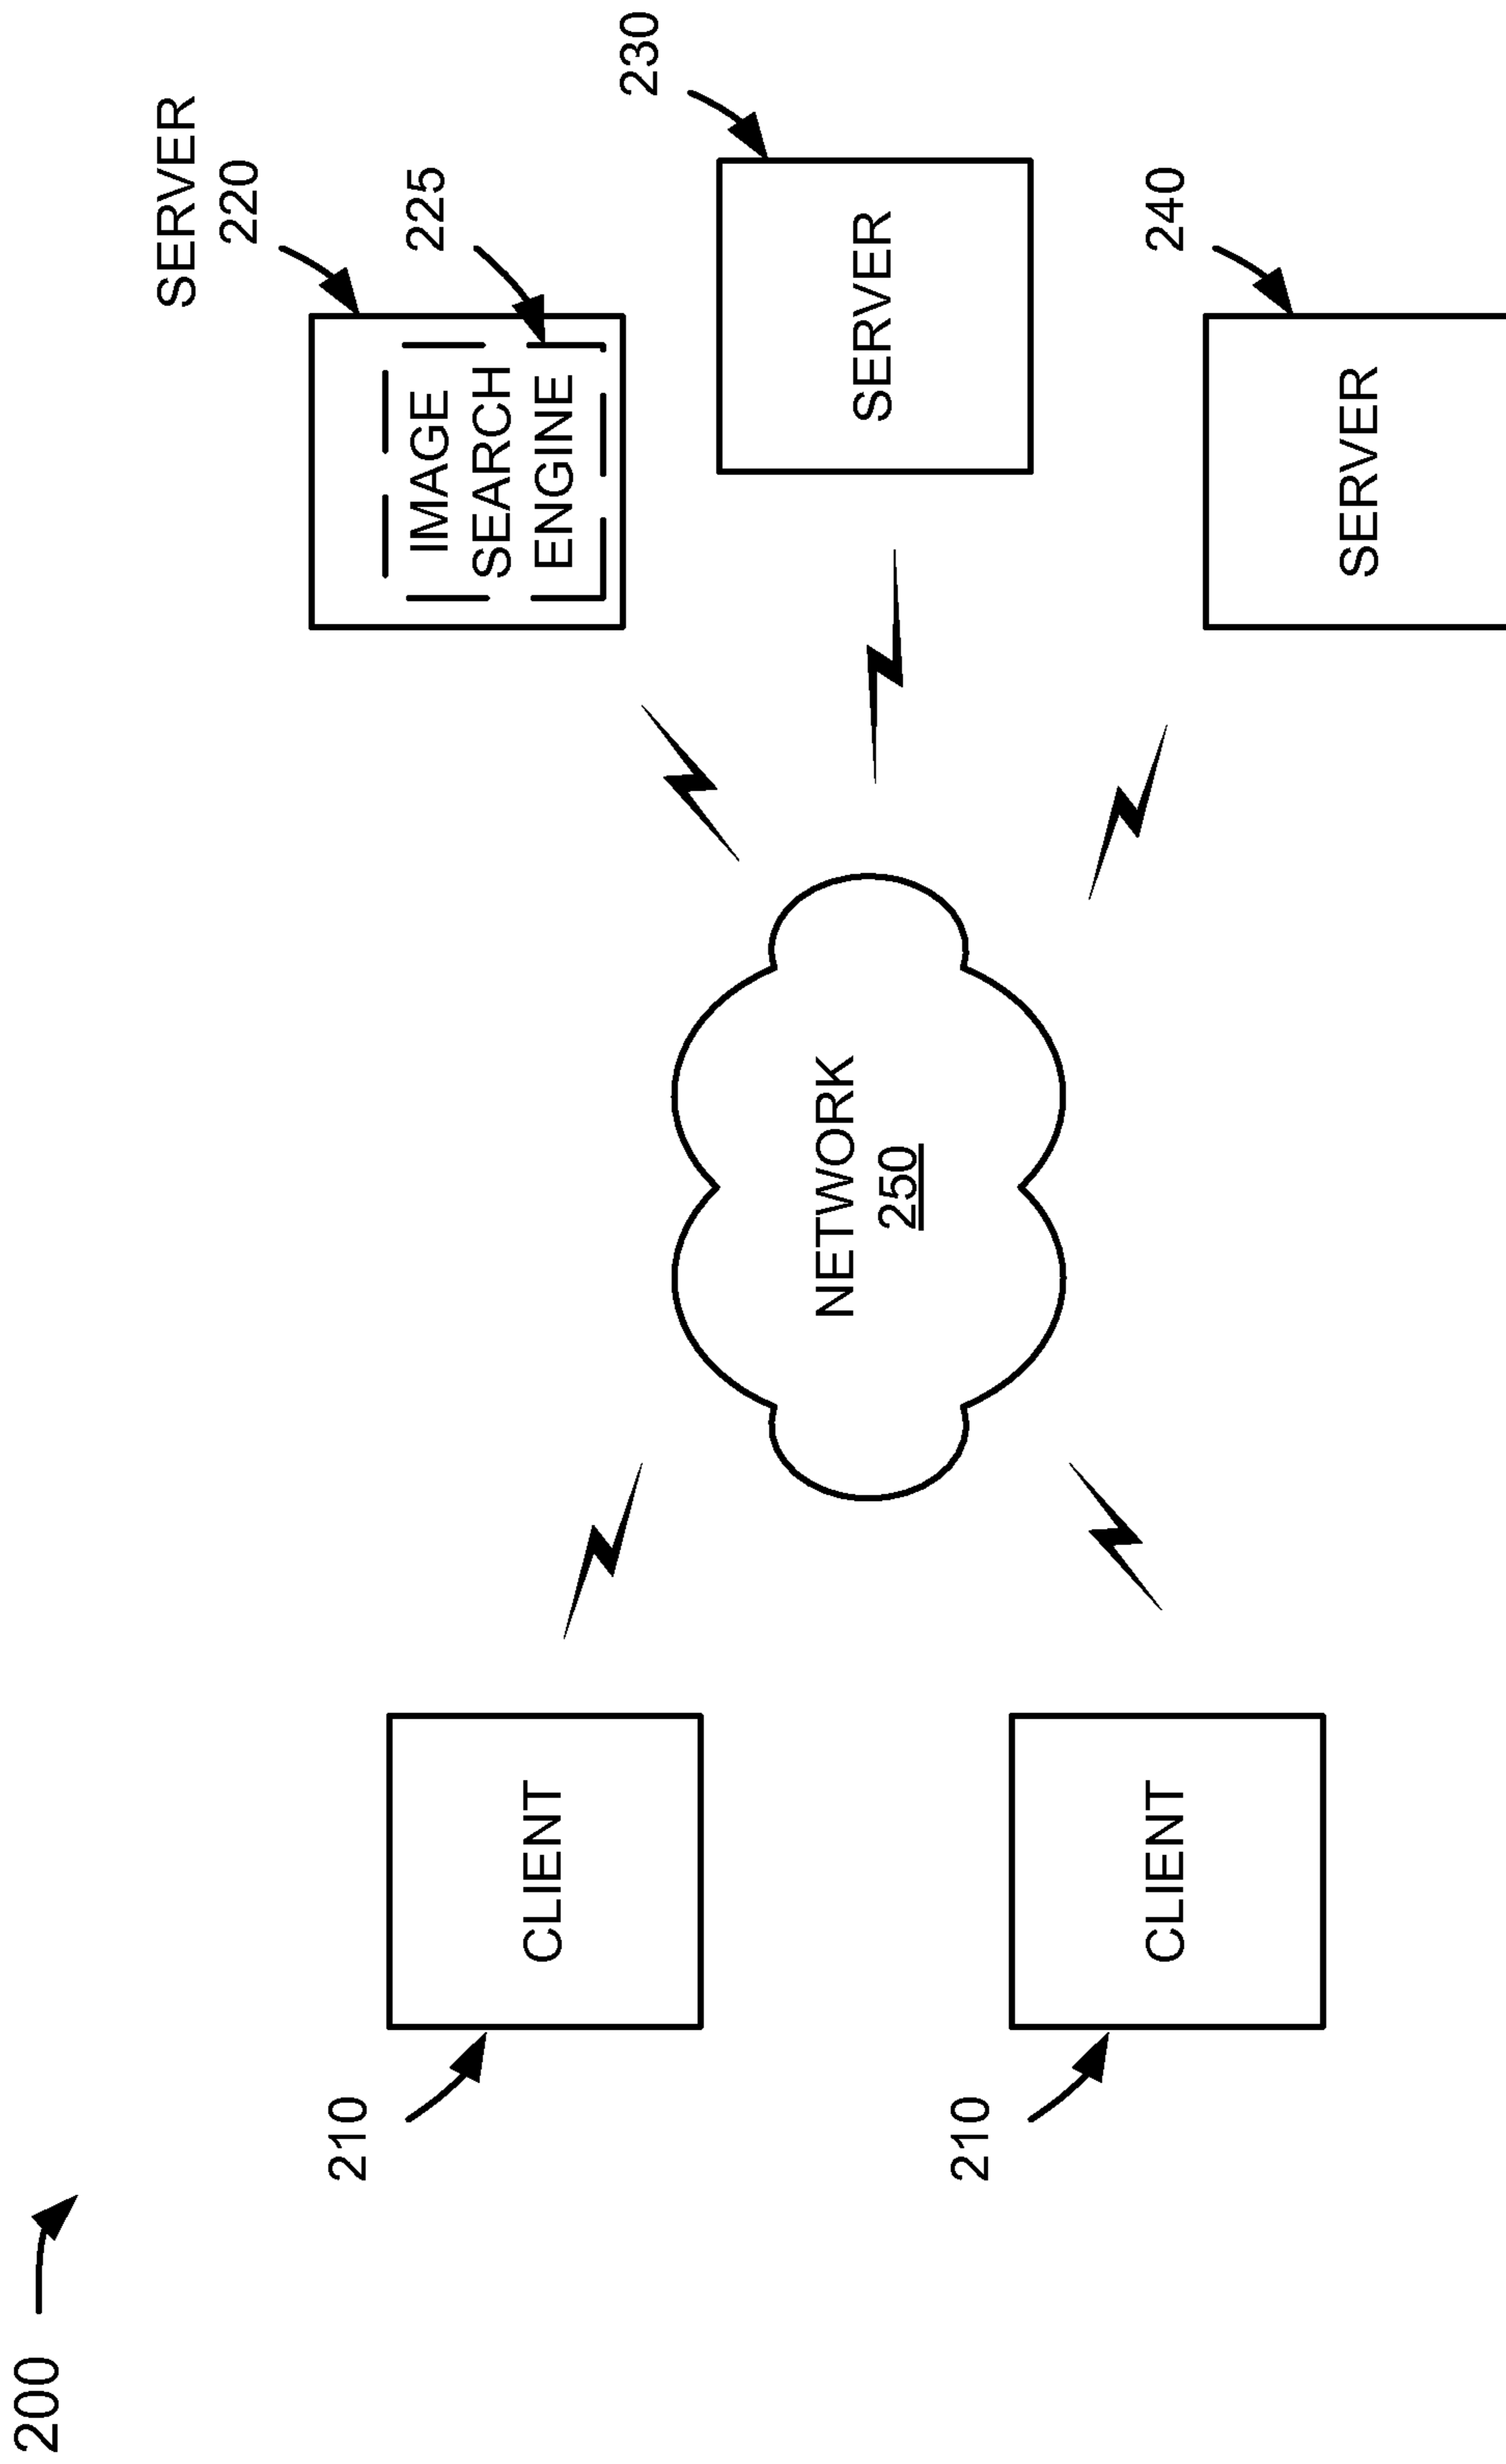 200
SERVER
220
225
IMAGE
SEARCH
ENGINE
210
CLIENT
230
SERVER
NETWORK
250
210
CLIENT
240
SERVER